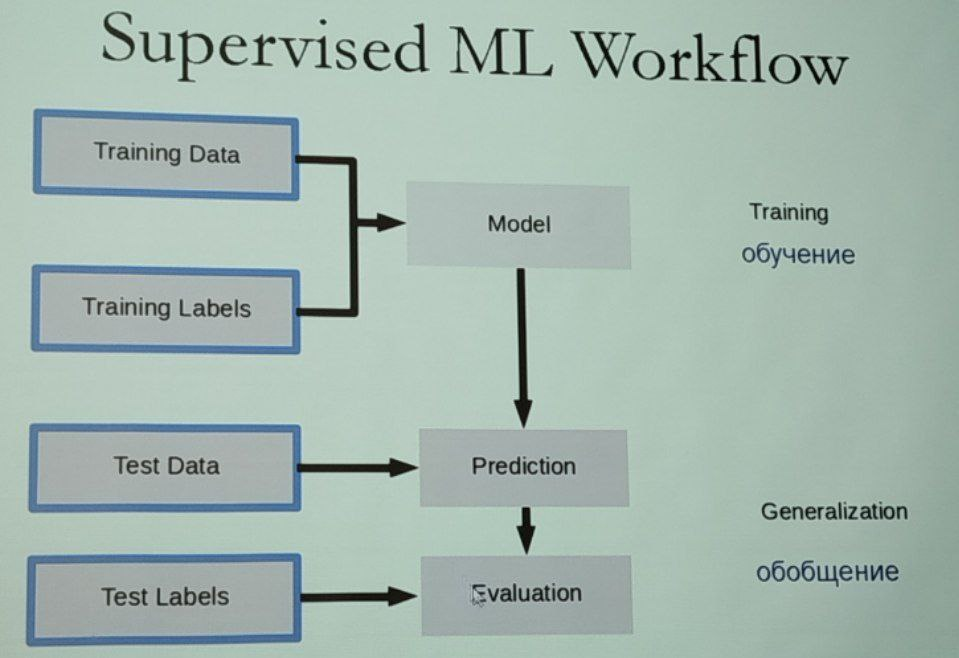 Supervised ML Workflow
Training Data
Training Labels
Model
Training
обучение
Test Data
Prediction
Test Labels
Evaluation
Generalization
обобщение